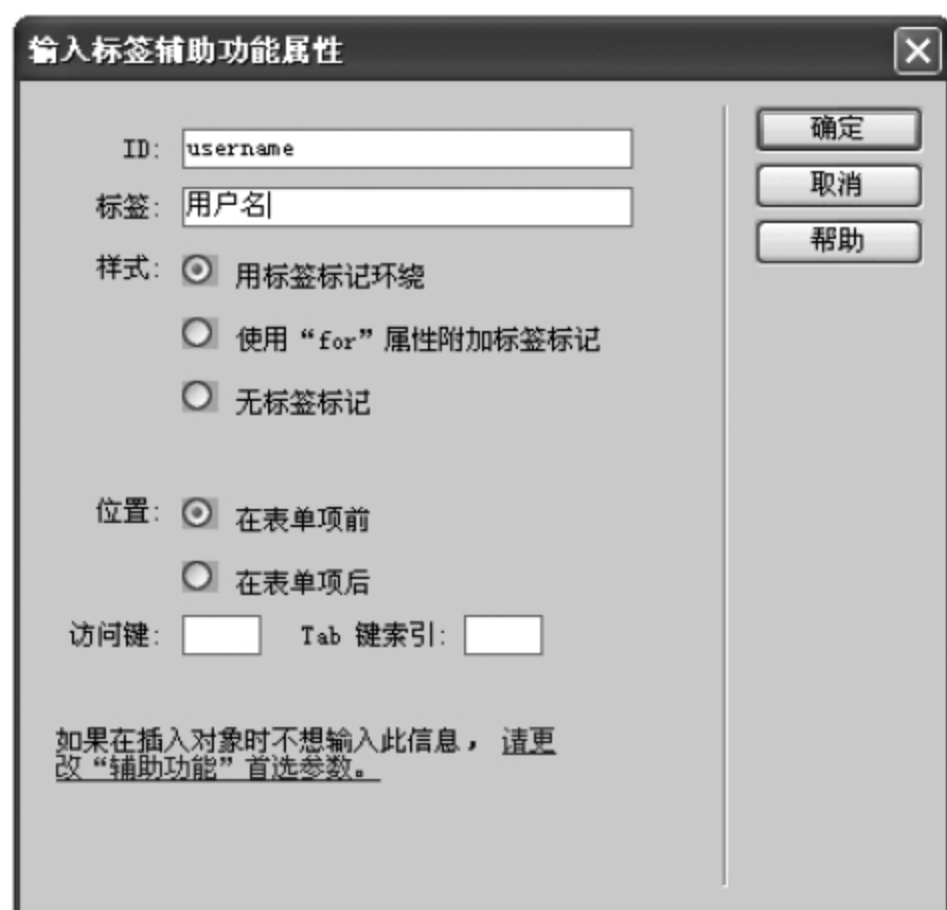 输入标签辅助功能属性
ID: username
标签: 用户名
样式: 用标签标记环绕
使用“for”属性附加标签标记
无标签标记
位置: 在表单项前
在表单项后
访问键: Tab 键索引:
如果在插入对象时不想输入此信息，请更
改“辅助功能”首选参数。
确定
取消
帮助